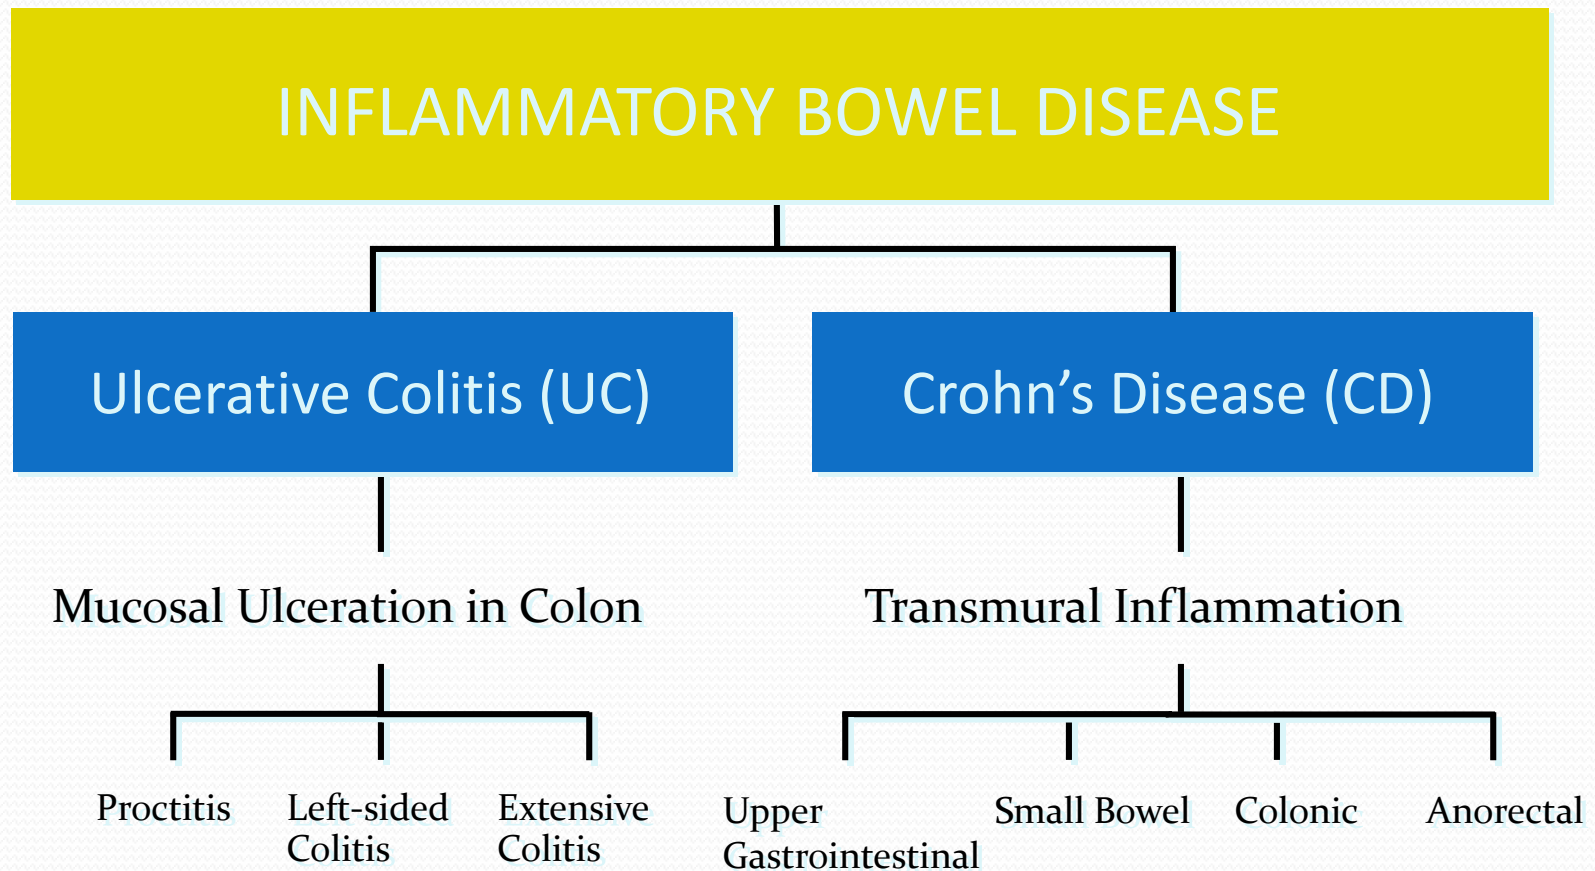 INFLAMMATORY BOWEL DISEASE
Ulcerative Colitis (UC)
Crohn’s Disease (CD)
Mucosal Ulceration in Colon
Transmural Inflammation
Proctitis
Left-sided
Colitis
Extensive
Colitis
Upper
Gastrointestinal
Small Bowel
Colonic
Anorectal